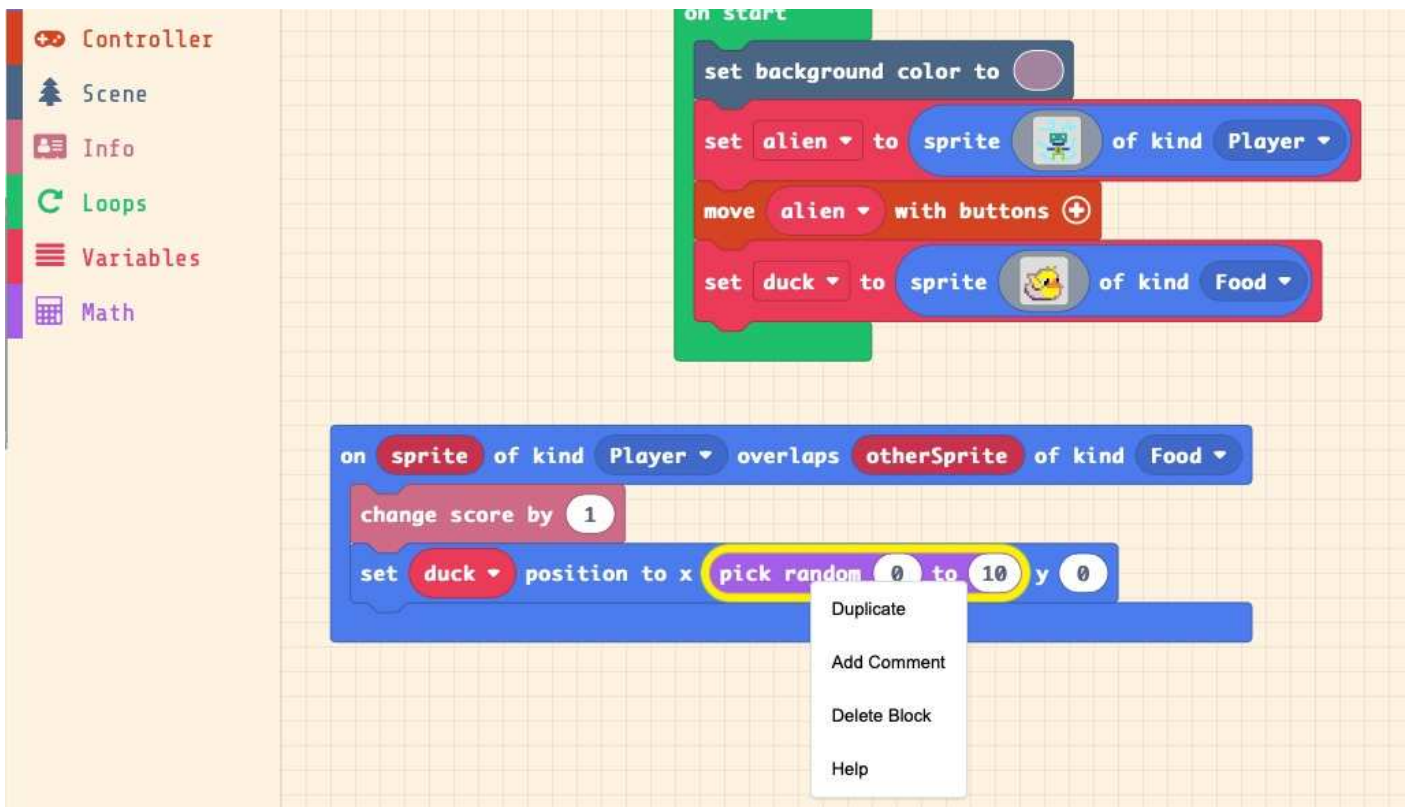 Controller
Scene
Info
Loops
Variables
Math
on start
set background color to
set alien to sprite of kind Player
move alien with buttons
set duck to sprite of kind Food
on sprite of kind Player overlaps otherSprite of kind Food
change score by 1
set duck position to x pick random 0 to 10 y 0
Duplicate
Add Comment
Delete Block
Help